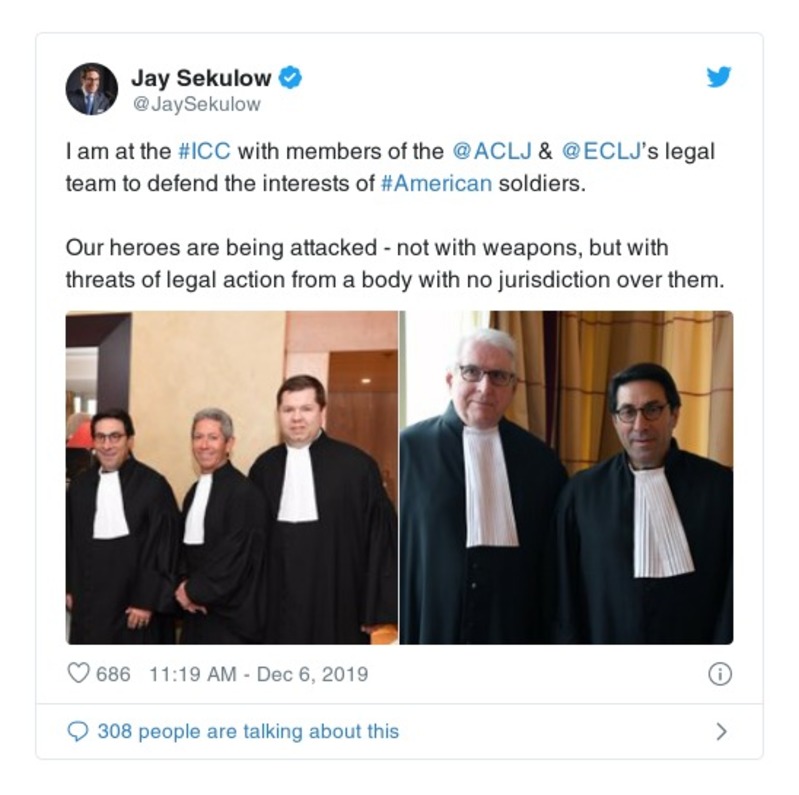 Jay Sekulow
@JaySekulow
I am at the #ICC with members of the @ACLJ & @ECLJ's legal
team to defend the interests of #American soldiers.
Our heroes are being attacked - not with weapons, but with
threats of legal action from a body with no jurisdiction over them.
686 11:19 AM - Dec 6, 2019
308 people are talking about this